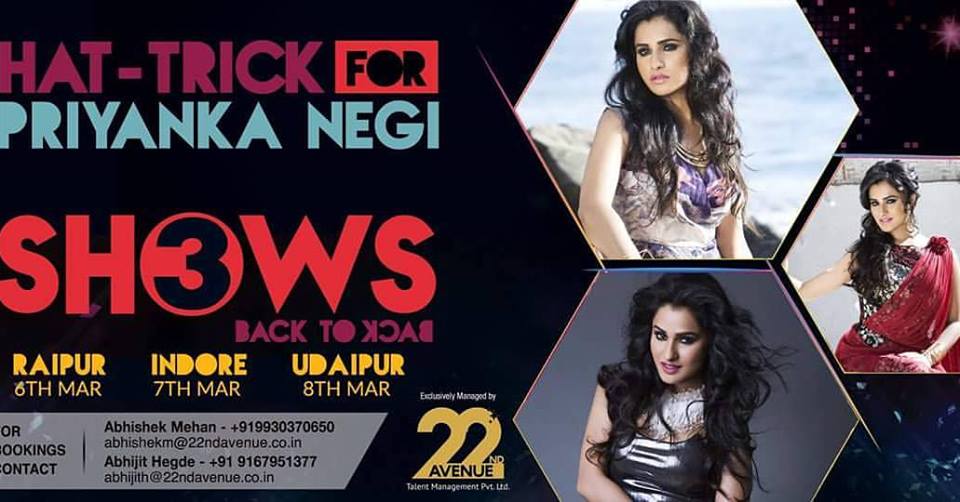 HAT-TRICK FOR
PRIYANKA NEGI
SH3WS
BACK TO BACK
RAIPUR INDORE UDAIPUR
6TH MAR 7TH MAR 8TH MAR
FOR
BOOKINGS
CONTACT
Abhishek Mehan - +919930370650
abhishekm@22ndavenue.co.in
Abhijit Hegde - +91 9167951377
abhijith@22ndavenue.co.in
Exclusively Managed by
22ND
AVENUE
Talent Management Pvt. Ltd.